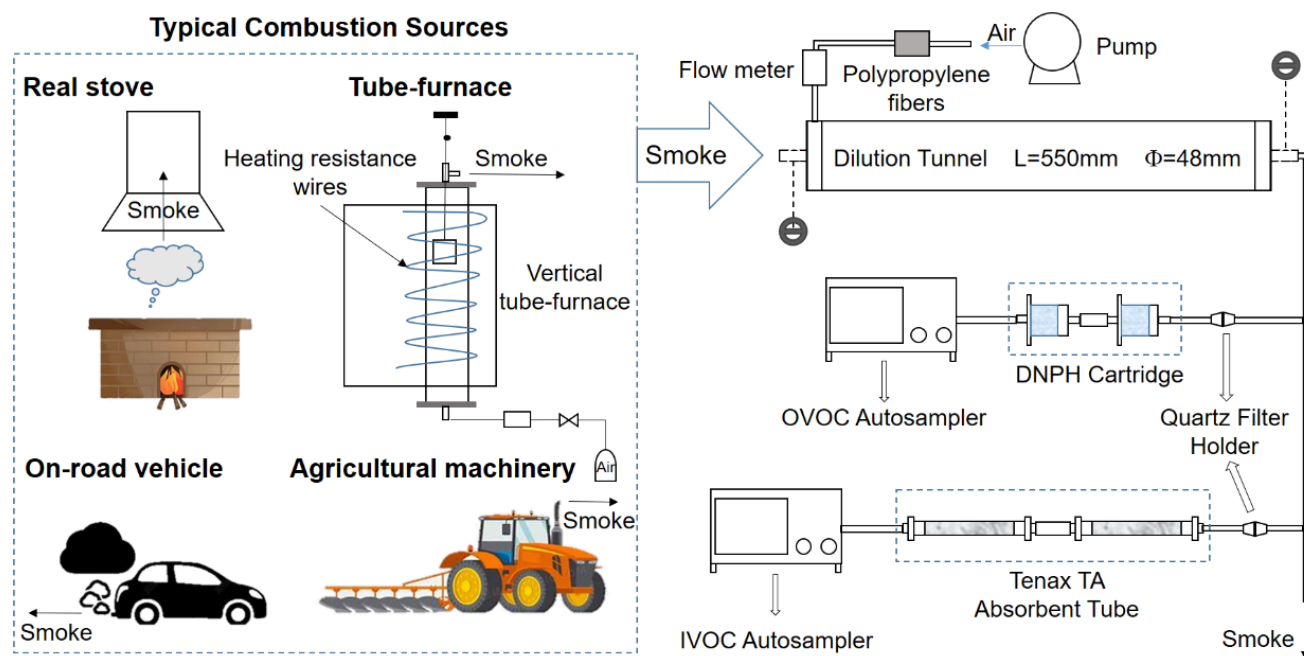 Typical Combustion Sources
Real stove
Smoke
Tube-furnace
Heating resistance
wires
Smoke
Vertical
tube-furnace
Air
On-road vehicle
Smoke
Agricultural machinery
Smoke
Smoke
Flow meter
Polypropylene
fibers
Air
Pump
Dilution Tunnel L=550mm Φ=48mm
DNPH Cartridge
OVOC Autosampler
Quartz Filter
Holder
Tenax TA
Absorbent Tube
IVOC Autosampler
Smoke